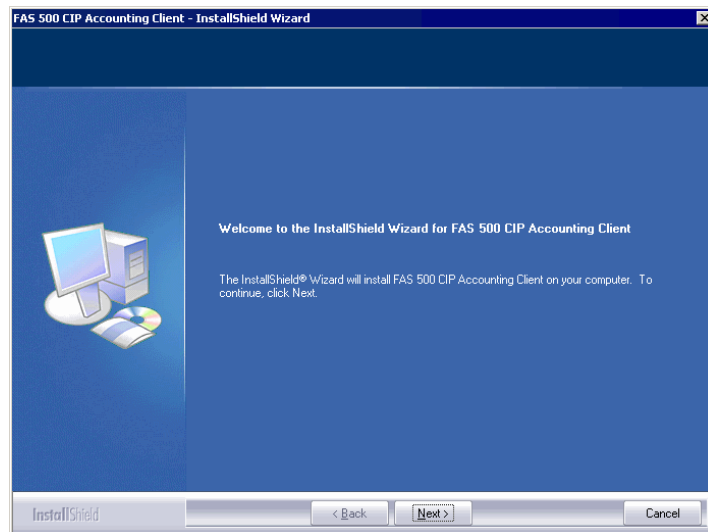 FAS 500 CIP Accounting Client - InstallShield Wizard
Welcome to the InstallShield Wizard for FAS 500 CIP Accounting Client
The InstallShield® Wizard will install FAS 500 CIP Accounting Client on your computer. To
continue, click Next.
InstallShield
< Back
Next >
Cancel